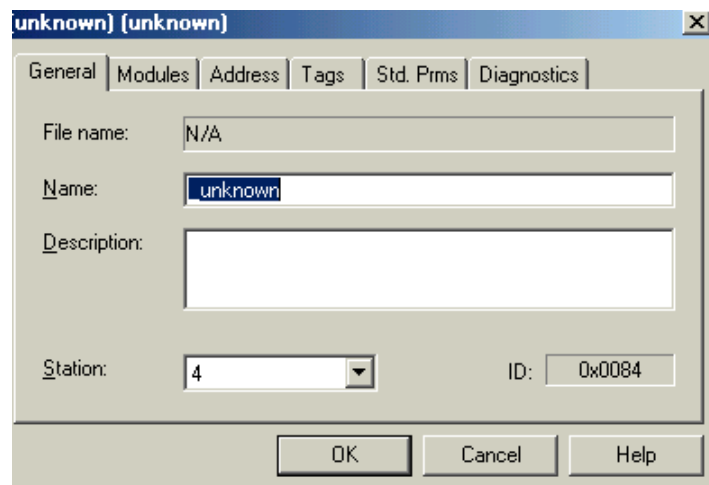 (unknown) (unknown)
General Modules Address Tags Std. Prms Diagnostics
File name: N/A
Name: _unknown
Description:
Station: 4 ID: 0x0084
OK Cancel Help